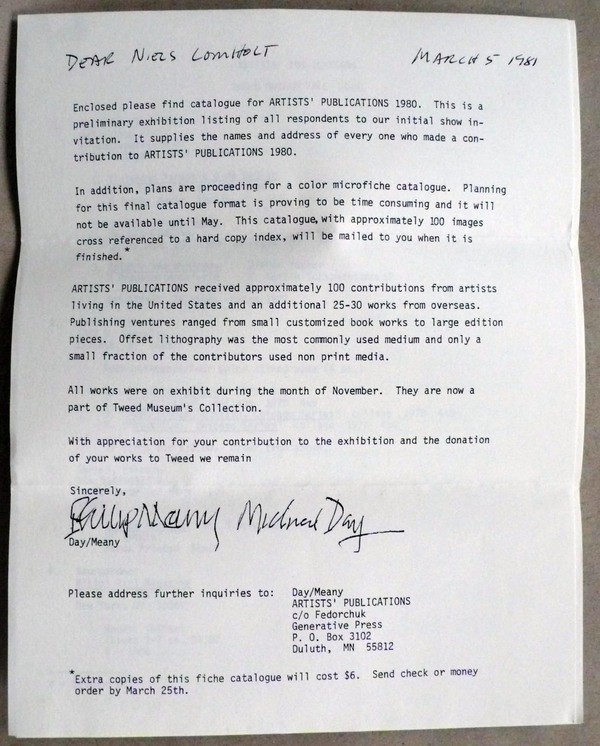 DEAR NIELS LOMHOLT MARCH 5 1981
Enclosed please find catalogue for ARTISTS' PUBLICATIONS 1980. This is a
preliminary exhibition listing of all respondents to our initial show in-
vitation. It supplies the names and address of every one who made a con-
tribution to ARTISTS' PUBLICATIONS 1980.
In addition, plans are proceeding for a color microfiche catalogue. Planning
for this final catalogue format is proving to be time consuming and it will
not be available until May. This catalogue, with approximately 100 images
cross referenced to a hard copy index, will be mailed to you when it is
finished.*
ARTISTS' PUBLICATIONS received approximately 100 contributions from artists
living in the United States and an additional 25-30 works from overseas.
Publishing ventures ranged from small customized book works to large edition
pieces. Offset lithography was the most commonly used medium and only a
small fraction of the contributors used non print media.
All works were on exhibit during the month of November. They are now a
part of Tweed Museum's Collection.
With appreciation for your contribution to the exhibition and the donation
of your works to Tweed we remain
Sincerely,
Philip Meany Michael Day
Day/Meany
Please address further inquiries to: Day/Meany
ARTISTS' PUBLICATIONS
c/o Fedorchuk
Generative Press
P. O. Box 3102
Duluth, MN 55812
*Extra copies of this fiche catalogue will cost $6. Send check or money
order by March 25th.